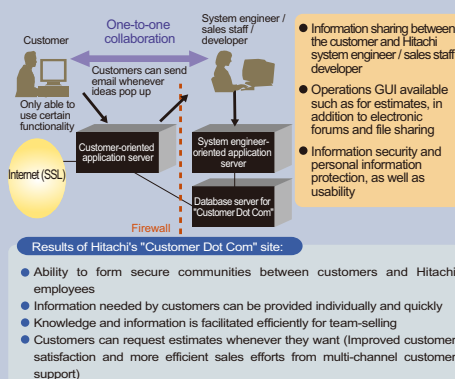 One-to-one
collaboration
Customer
System engineer /
sales staff /
developer
Customers can send
email whenever
ideas pop up
Only able to
use certain
functionality
Customer-oriented
application server
System engineer-
oriented application
server
Internet (SSL)
Database server for
"Customer Dot Com"
Firewall
● Information sharing between
the customer and Hitachi
system engineer / sales staff
developer
● Operations GUI available
such as for estimates, in
addition to electronic
forums and file sharing
● Information security and
personal information
protection, as well as
usability
Results of Hitachi's "Customer Dot Com" site:
● Ability to form secure communities between customers and Hitachi
employees
● Information needed by customers can be provided individually and quickly
● Knowledge and information is facilitated efficiently for team-selling
● Customers can request estimates whenever they want (Improved customer
satisfaction and more efficient sales efforts from multi-channel customer
support)